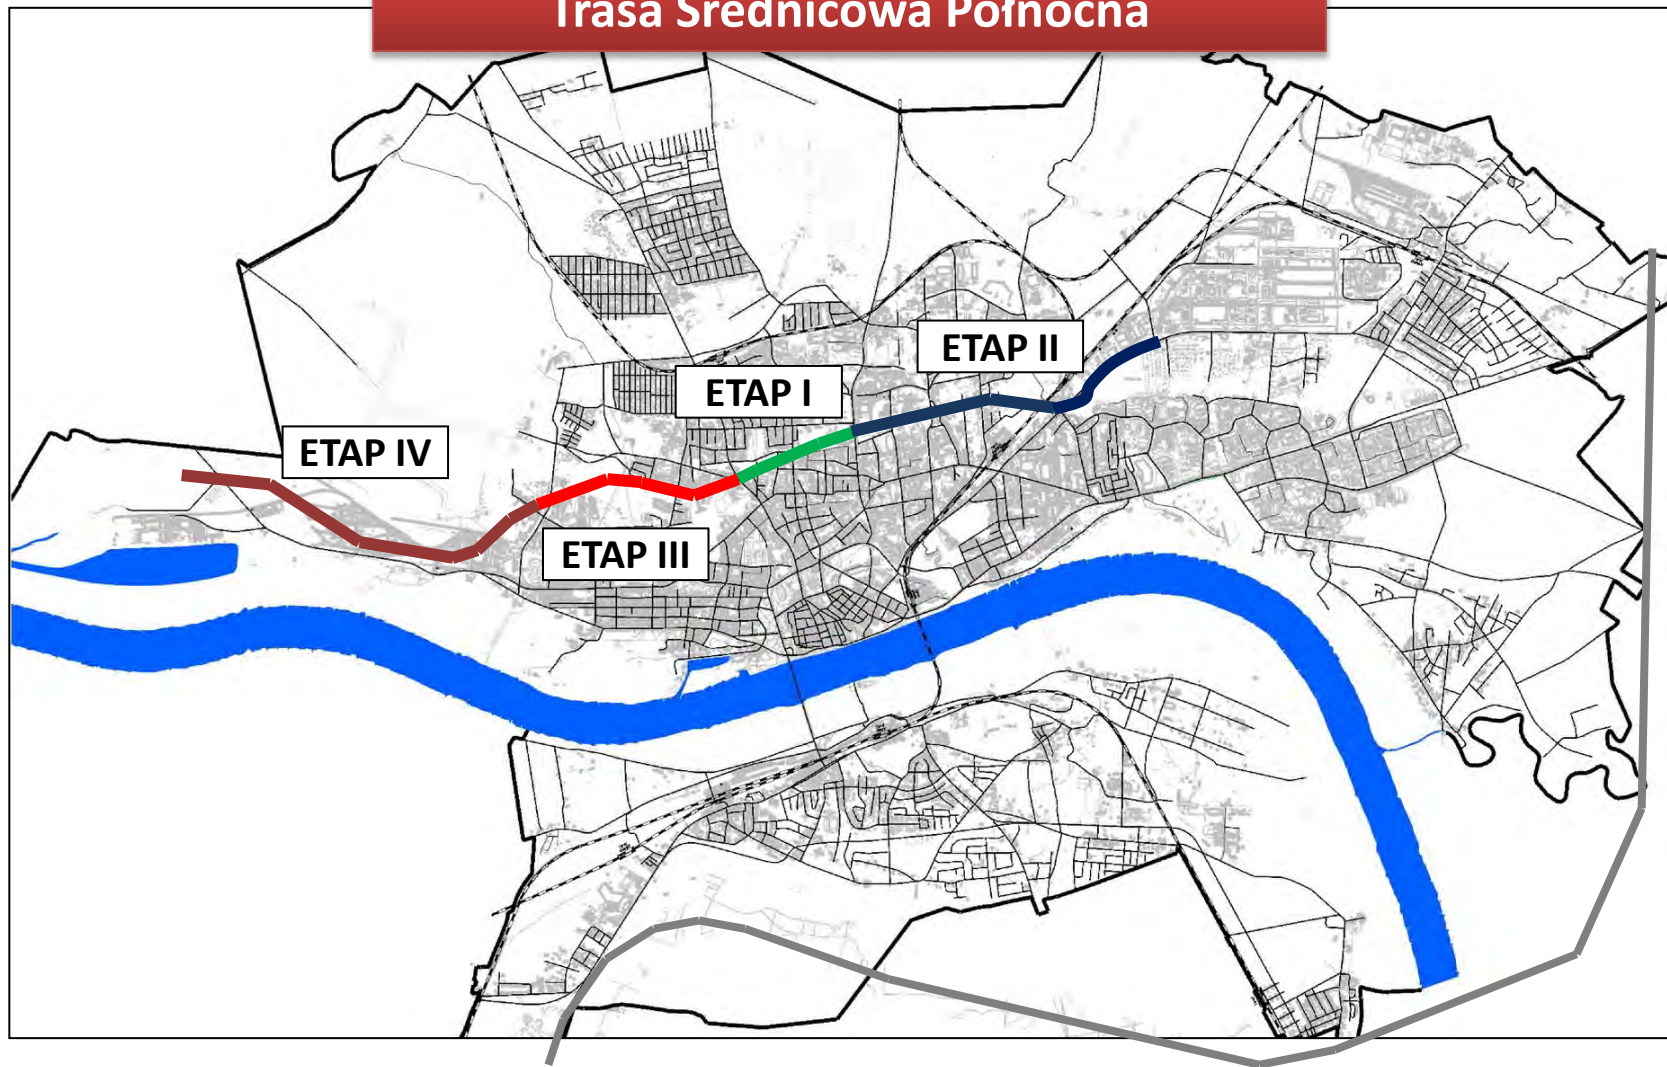 Trasa Średnicowa Północna
ETAP II
ETAP I
ETAP IV
ETAP III